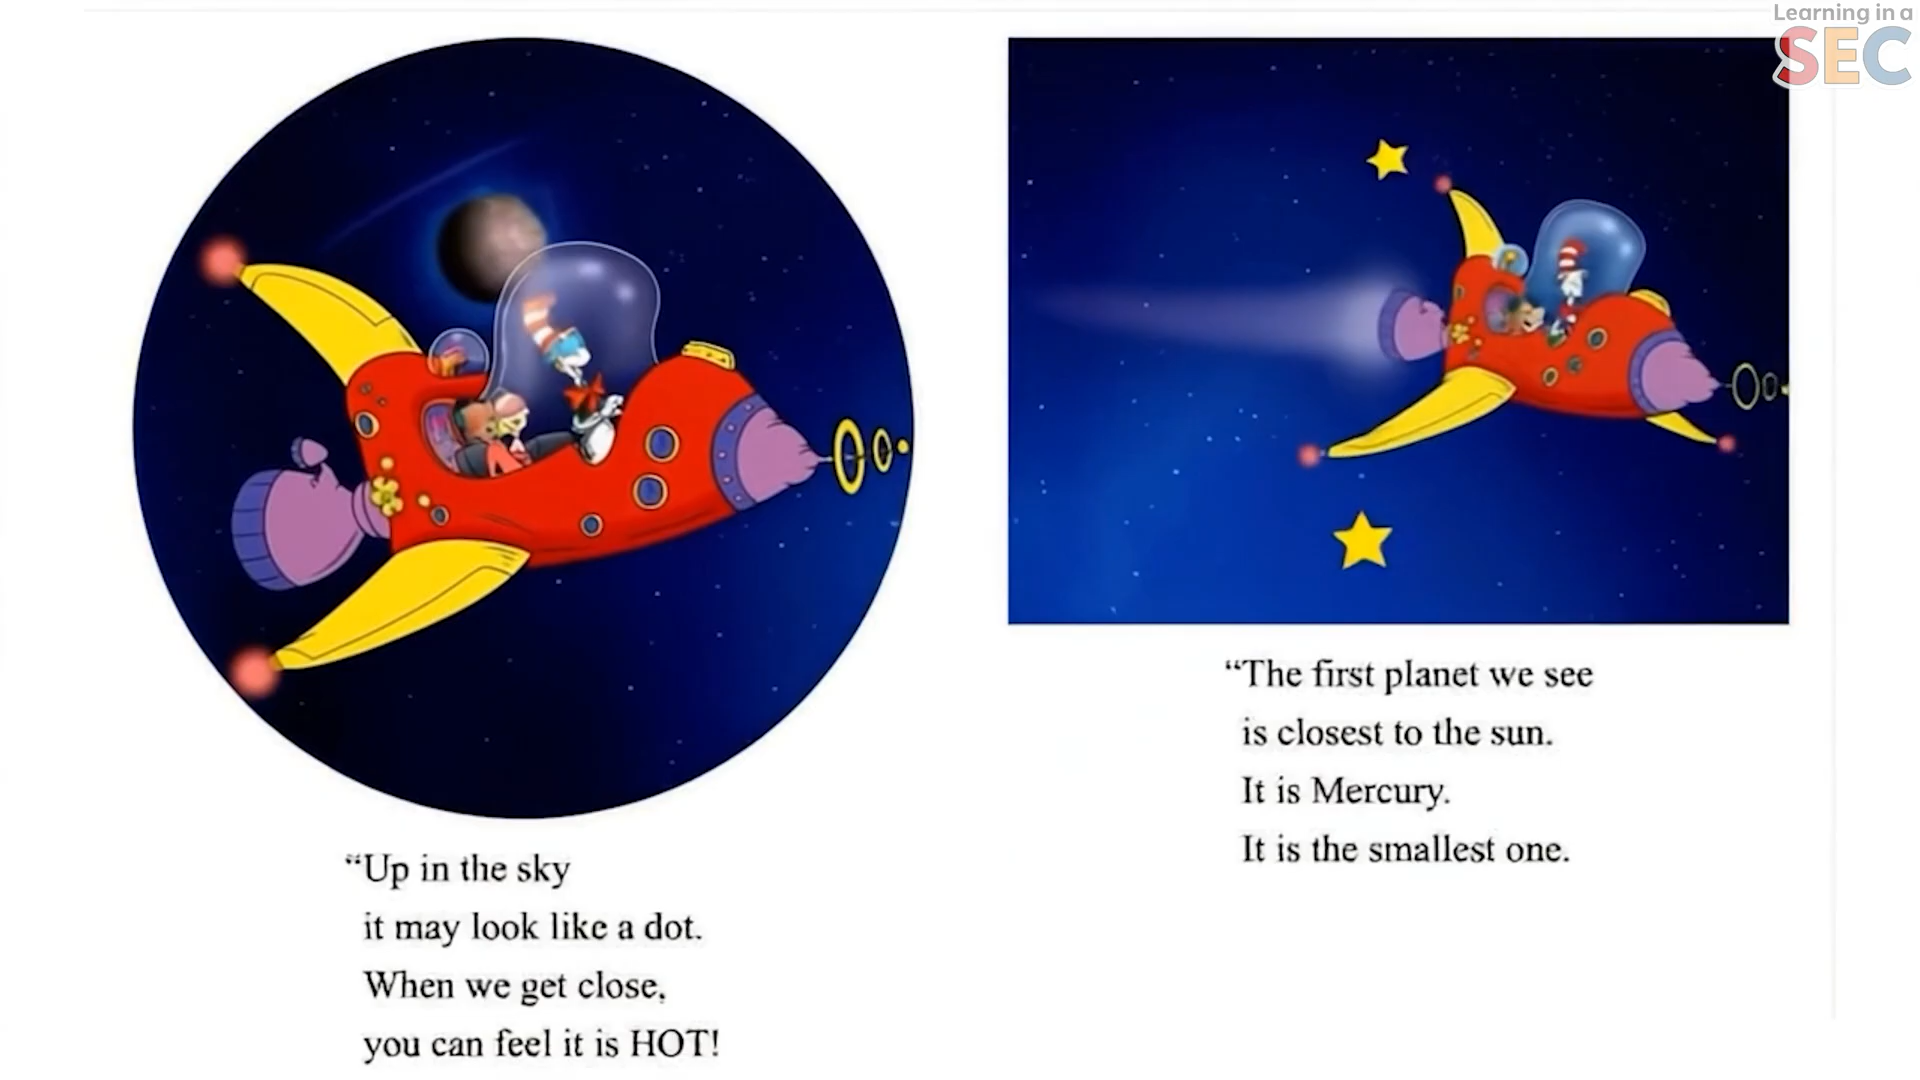 Learning in a
SEC
“Up in the sky
it may look like a dot.
When we get close,
you can feel it is HOT!
“The first planet we see
is closest to the sun.
It is Mercury.
It is the smallest one.